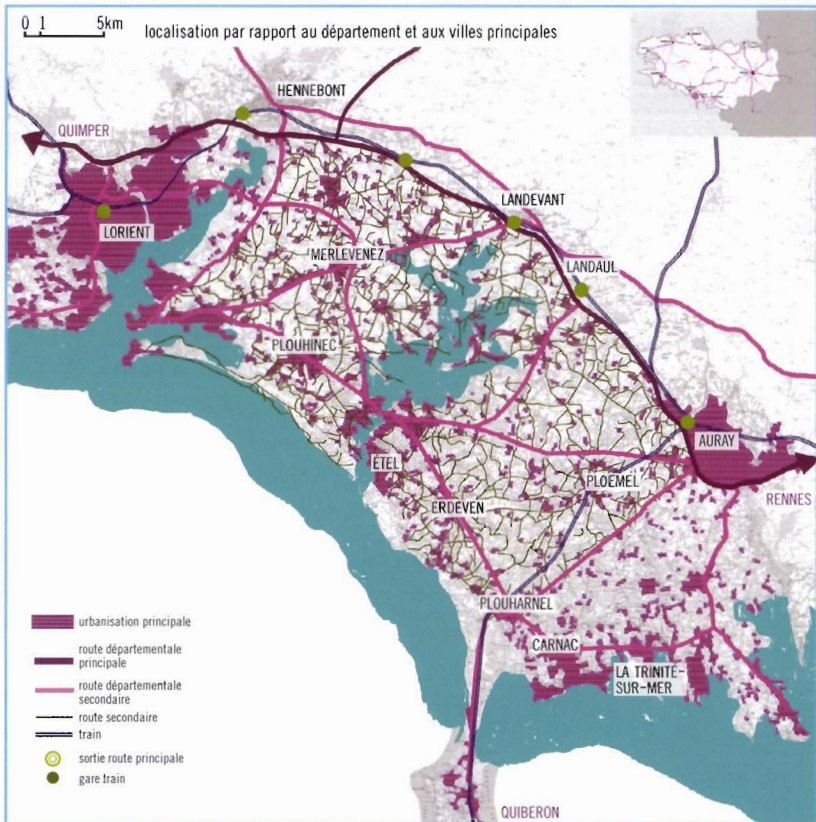 0 1 5km
localisation par rapport au département et aux villes principales
HENNEBONT
QUIMPER
LANDEVANT
LORIENT
MERLEVENEZ
LANDAUL
PLOUHINEC
AURAY
ÉTEL
PLOEMEL
RENNES
ERDEVEN
PLOUHARNEL
CARNAC
LA TRINITÉ-
SUR-MER
urbanisation principale
route départementale
principale
route départementale
secondaire
route secondaire
train
sortie route principale
gare train
QUIBERON